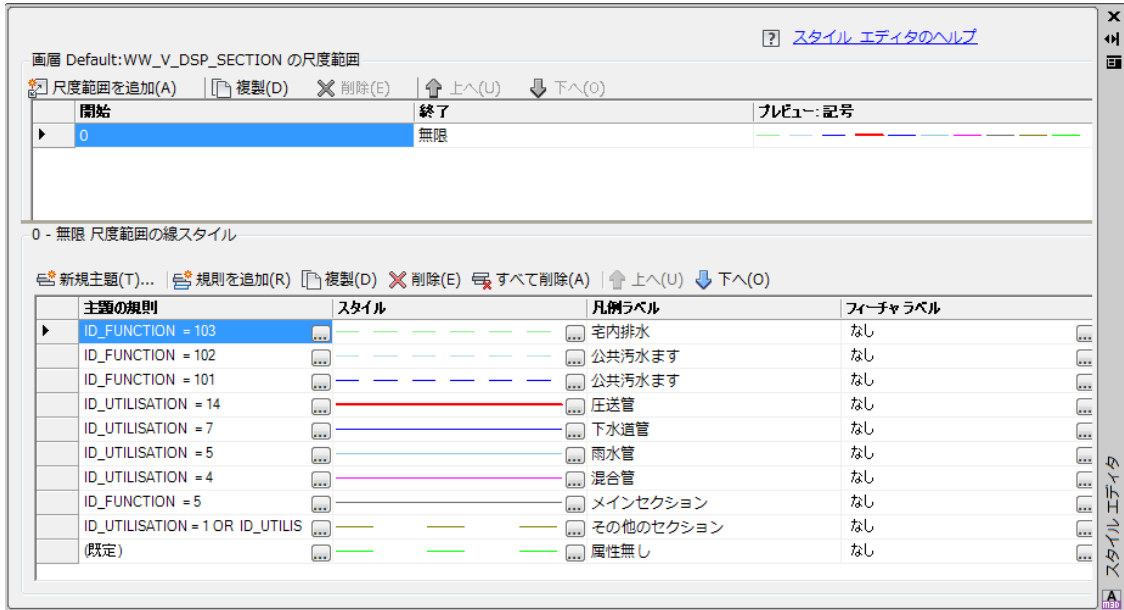 スタイル エディタのヘルプ
画層 Default:WW_V_DSP_SECTION の尺度範囲
尺度範囲を追加(A) 複製(D) 削除(E) 上へ(U) 下へ(O)
開始 終了 プレビュー: 記号
0 無限
0 - 無限 尺度範囲の線スタイル
新規主題(T)... 規則を追加(R) 複製(D) 削除(E) すべて削除(A) 上へ(U) 下へ(O)
主題の規則 スタイル 凡例ラベル フィーチャ ラベル
ID_FUNCTION = 103 ... ... 宅内排水 なし ...
ID_FUNCTION = 102 ... ... 公共汚水ます なし ...
ID_FUNCTION = 101 ... ... 公共汚水ます なし ...
ID_UTILISATION = 14 ... ... 圧送管 なし ...
ID_UTILISATION = 7 ... ... 下水道管 なし ...
ID_UTILISATION = 5 ... ... 雨水管 なし ...
ID_UTILISATION = 4 ... ... 混合管 なし ...
ID_FUNCTION = 5 ... ... メインセクション なし ...
ID_UTILISATION = 1 OR ID_UTILIS ... ... その他のセクション なし ...
(既定) ... ... 属性無し なし ...
スタイル エディタ